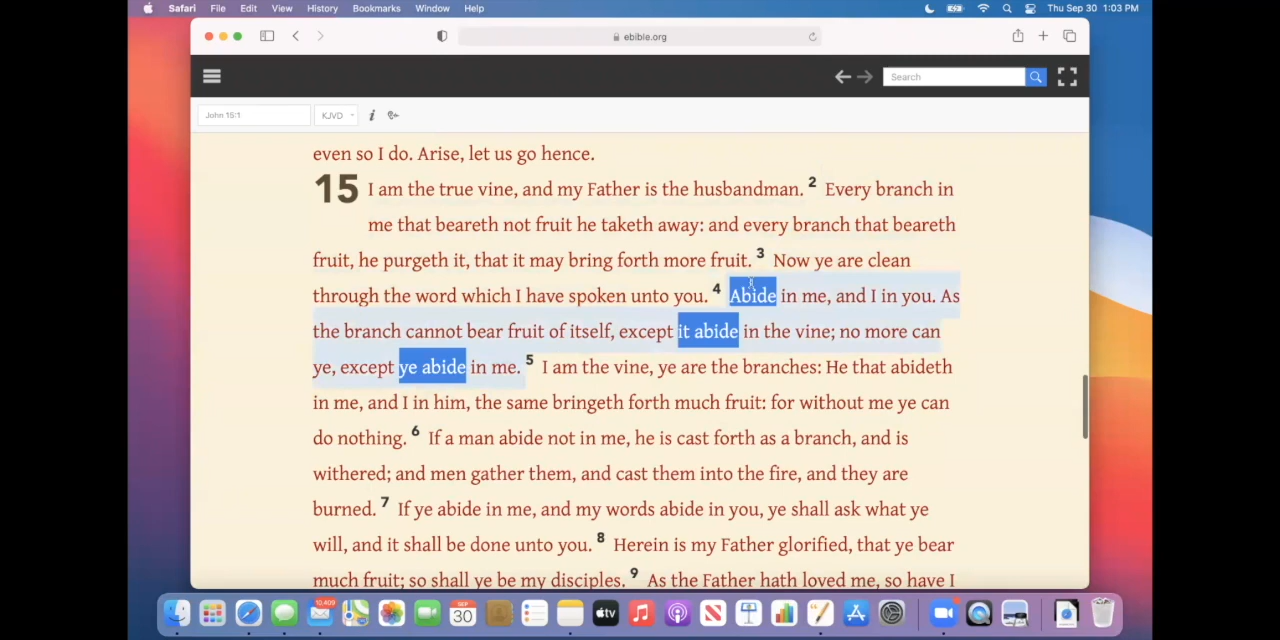 Safari File Edit View History Bookmarks Window Help Thu Sep 30 1:03 PM
ebible.org
Search
John 15:1 KJVD i
even so I do. Arise, let us go hence.
15 I am the true vine, and my Father is the husbandman. 2 Every branch in
me that beareth not fruit he taketh away: and every branch that beareth
fruit, he purgeth it, that it may bring forth more fruit. 3 Now ye are clean
through the word which I have spoken unto you. 4 Abide in me, and I in you. As
the branch cannot bear fruit of itself, except it abide in the vine; no more can
ye, except ye abide in me. 5 I am the vine, ye are the branches: He that abideth
in me, and I in him, the same bringeth forth much fruit: for without me ye can
do nothing. 6 If a man abide not in me, he is cast forth as a branch, and is
withered; and men gather them, and cast them into the fire, and they are
burned. 7 If ye abide in me, and my words abide in you, ye shall ask what ye
will, and it shall be done unto you. 8 Herein is my Father glorified, that ye bear
much fruit; so shall ye be my disciples. 9 As the Father hath loved me, so have I
10,409 SEP 30 tv